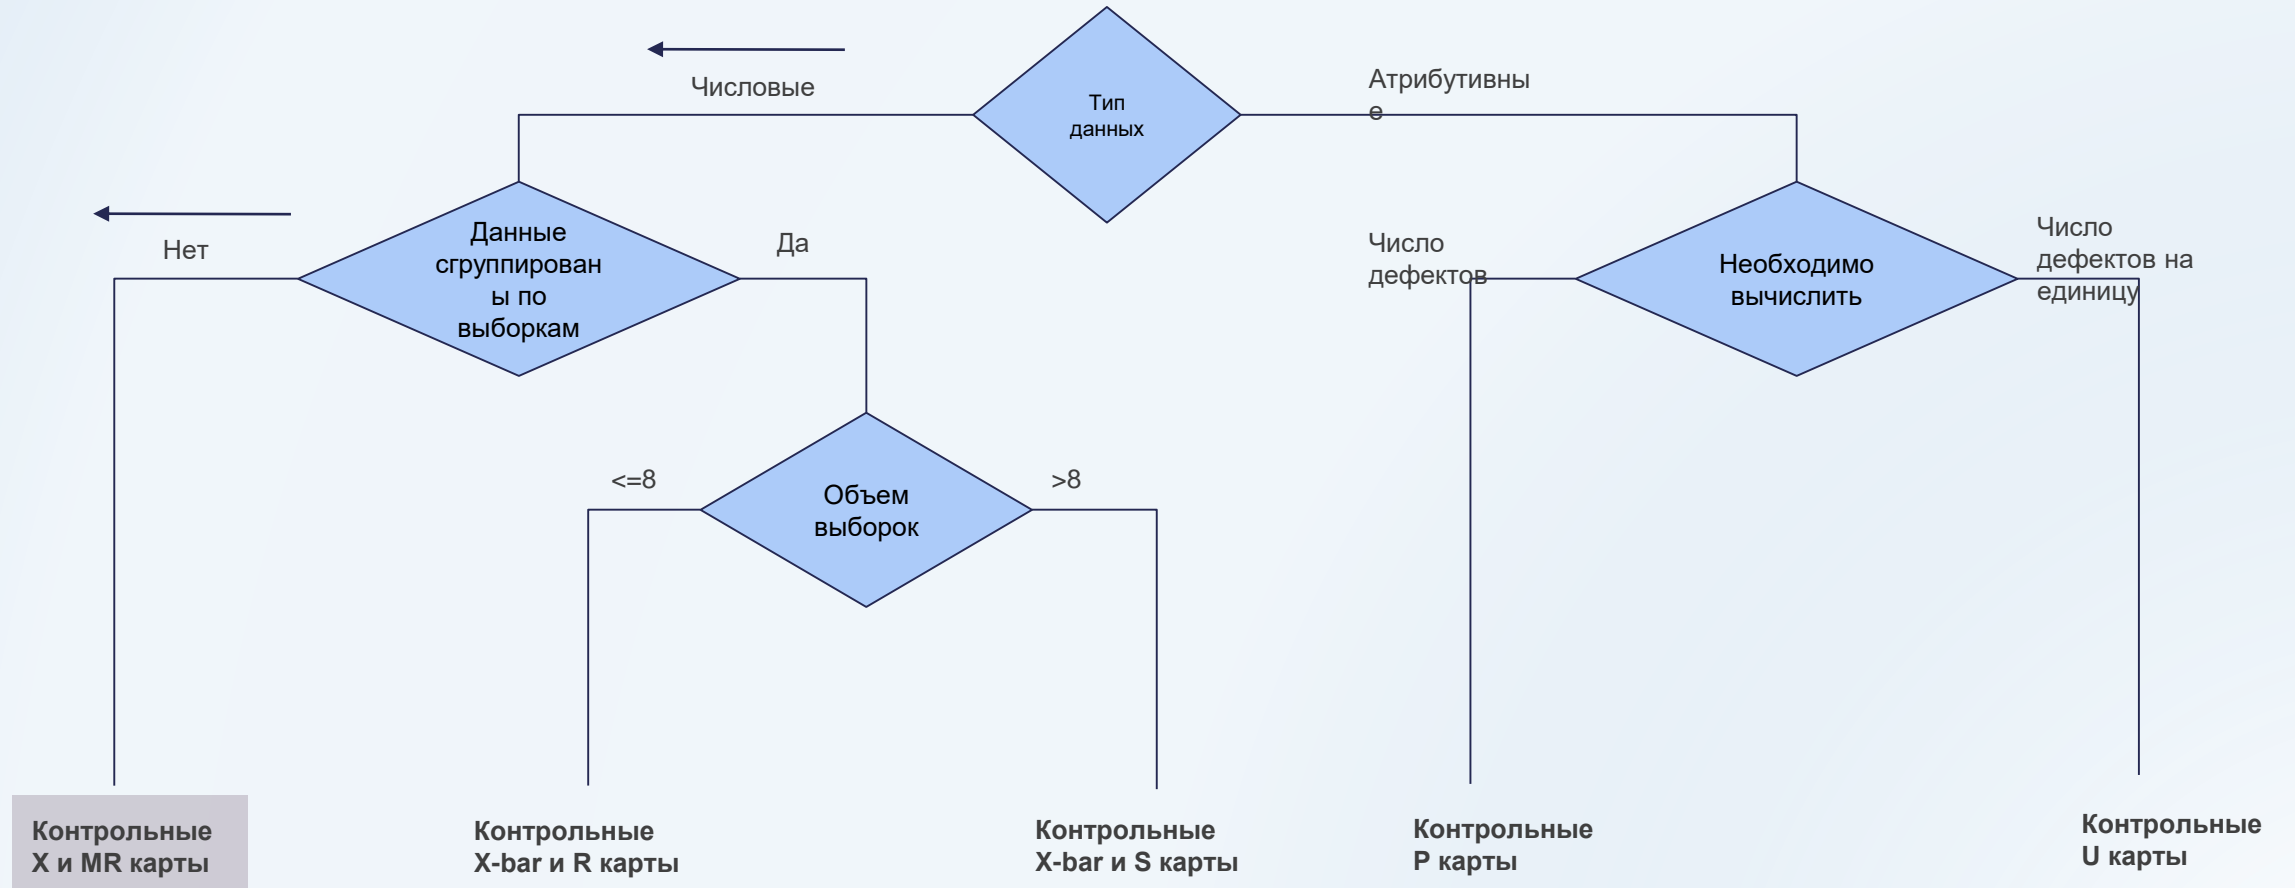 Тип
данных
Числовые
Атрибутивны
е
Данные
сгруппирован
ы по
выборкам
Нет
Да
Необходимо
вычислить
Число
дефектов
Число
дефектов на
единицу
Объем
выборок
<=8
>8
Контрольные
X и MR карты
Контрольные
X-bar и R карты
Контрольные
X-bar и S карты
Контрольные
P карты
Контрольные
U карты